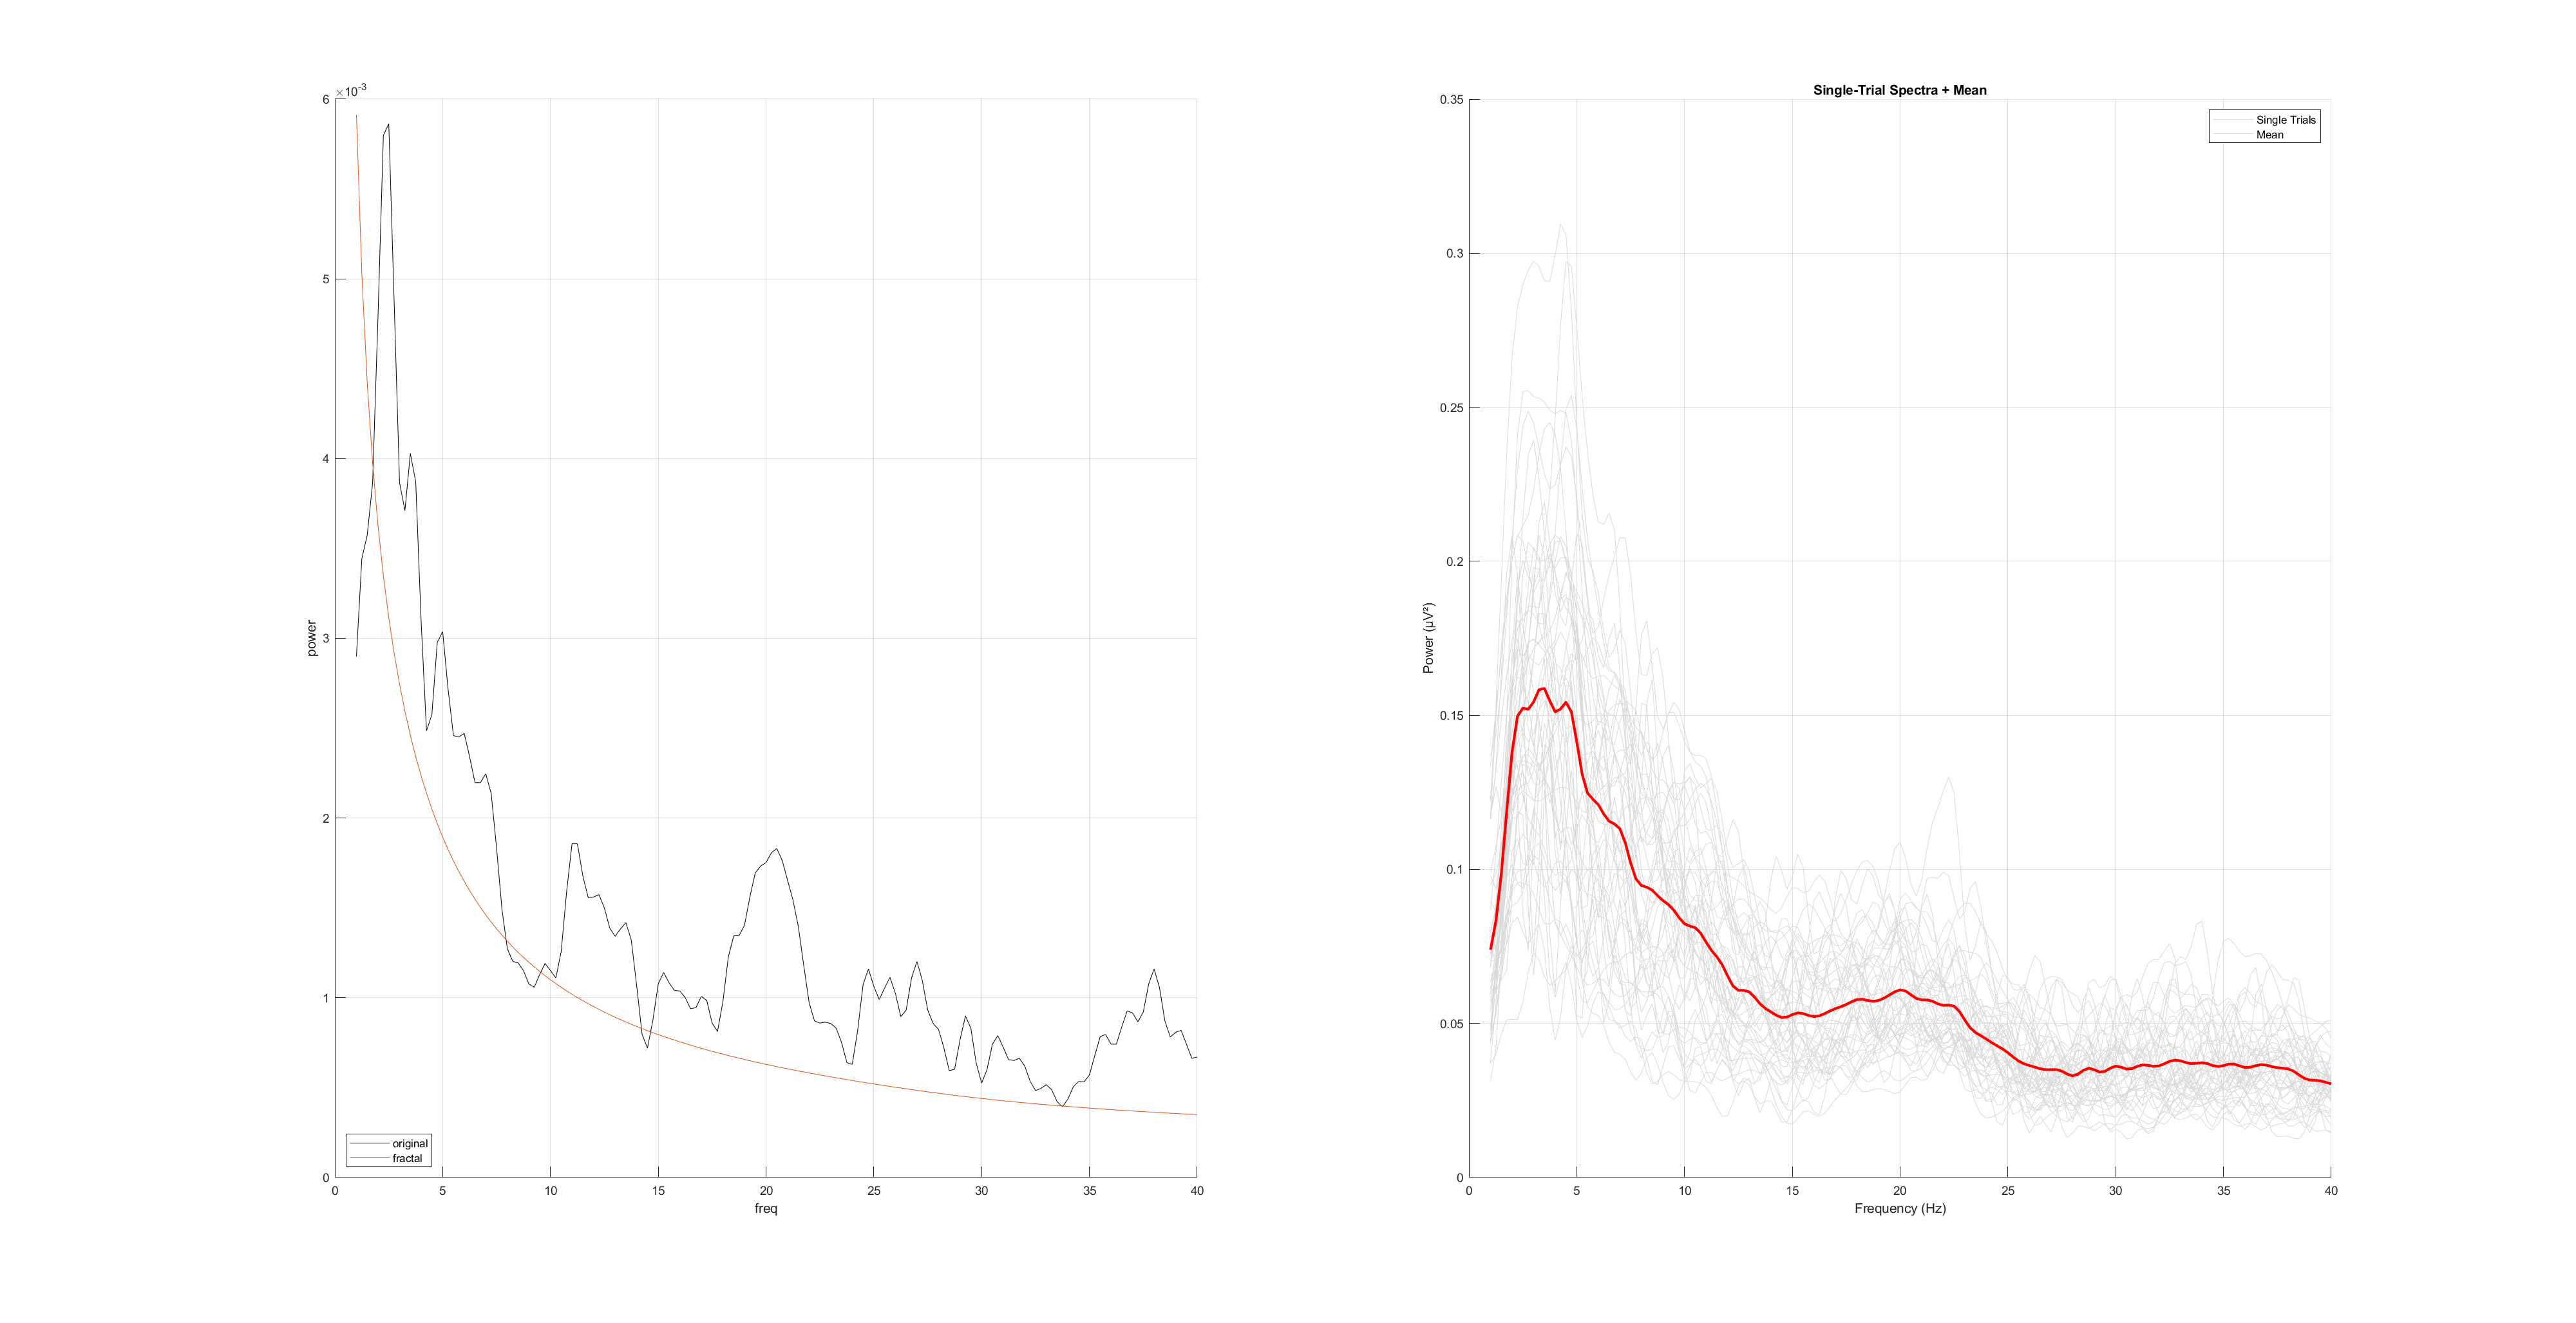 ×10-3
6
5
4
3
2
1
0
power
0 5 10 15 20 25 30 35 40
freq
original
fractal
Single-Trial Spectra + Mean
0.35
0.3
0.25
0.2
0.15
0.1
0.05
0
Power (µV²)
0 5 10 15 20 25 30 35 40
Frequency (Hz)
Single Trials
Mean